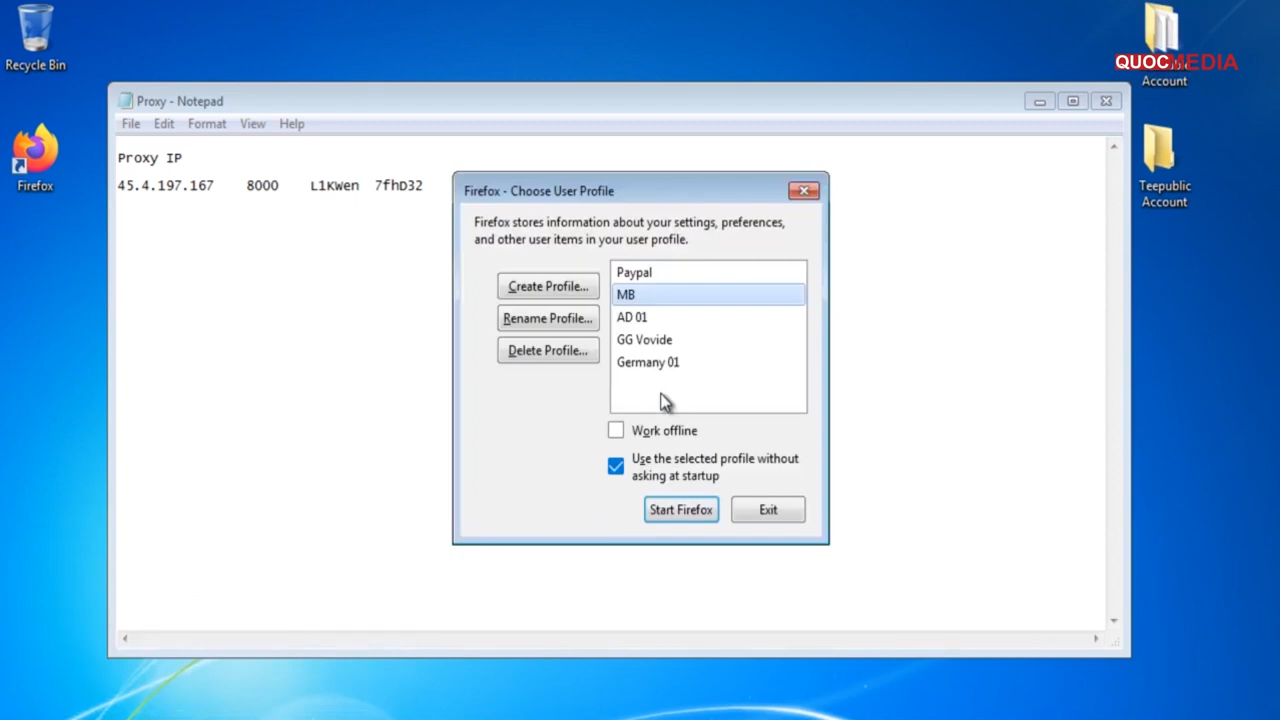 Recycle Bin
Firefox
QUOCMEDIA
Account
Teepublic
Account
Proxy - Notepad
File Edit Format View Help
Proxy IP
45.4.197.167 8000 L1KWen 7fhD32
Firefox - Choose User Profile
Firefox stores information about your settings, preferences,
and other user items in your user profile.
Create Profile...
Rename Profile...
Delete Profile...
Paypal
MB
AD 01
GG Vovide
Germany 01
Work offline
Use the selected profile without
asking at startup
Start Firefox
Exit